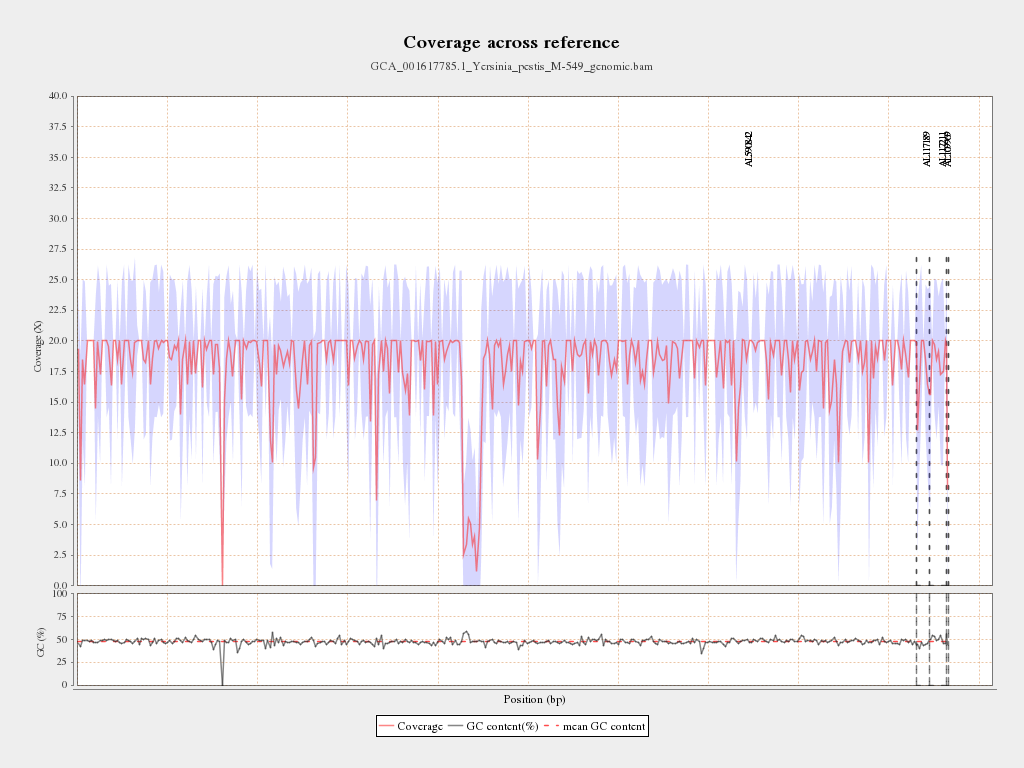 Coverage across reference
GCA_001617785.1_Yersinia_pestis_M-549_genomic.bam
40.0
37.5
35.0
32.5
30.0
27.5
25.0
22.5
20.0
17.5
15.0
12.5
10.0
7.5
5.0
2.5
0.0
Coverage (X)
AL590842
AL117189
AL117211
AL109969
100
75
50
25
0
GC (%)
Position (bp)
Coverage GC content(%) mean GC content